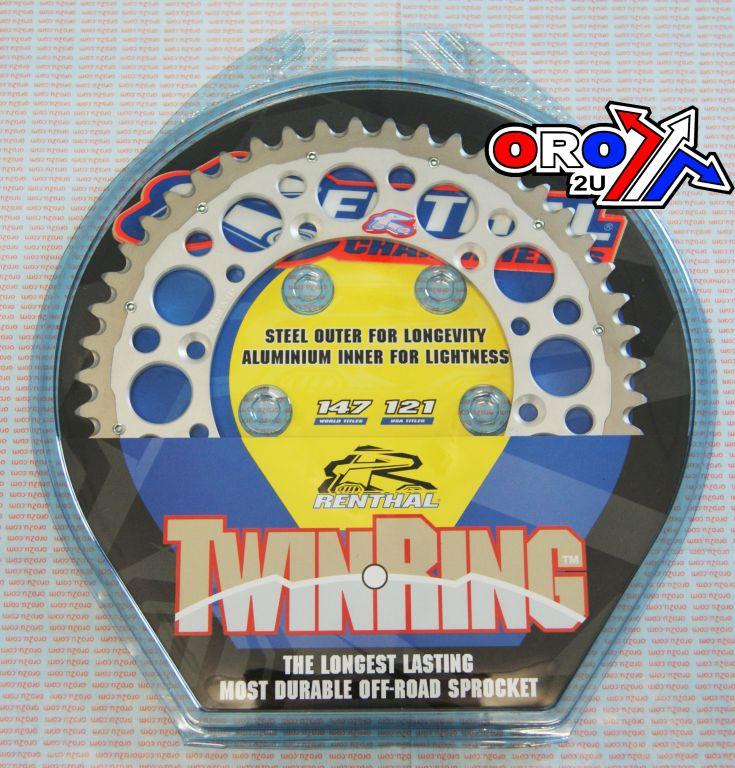 ORO
2U
STEEL OUTER FOR LONGEVITY
ALUMINIUM INNER FOR LIGHTNESS
147 121
WORLD TITLES USA TITLES
RENTHAL
TWINRING™
THE LONGEST LASTING
MOST DURABLE OFF-ROAD SPROCKET